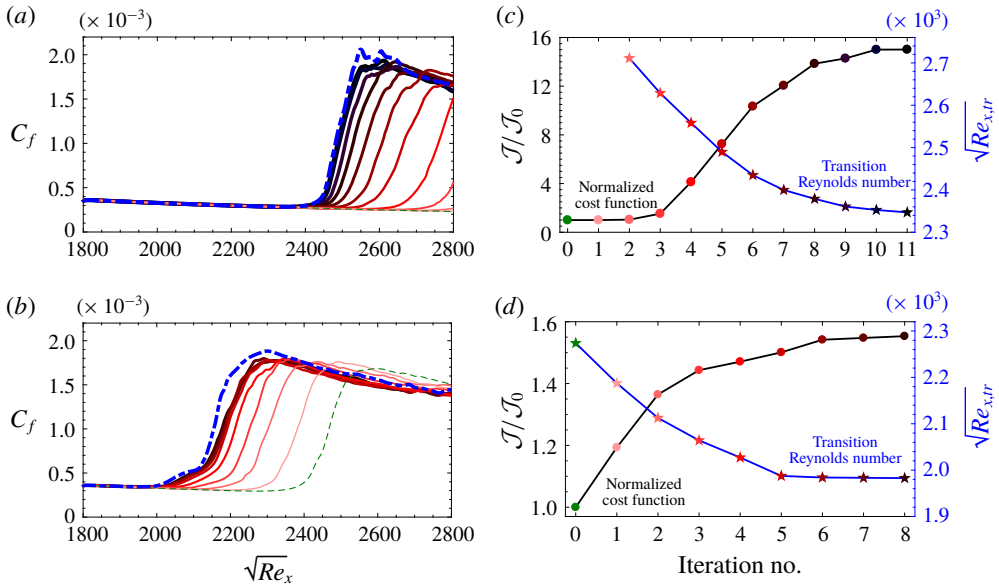 (a)
(× 10⁻³)
2.0
1.5
C_f
1.0
0.5
0
1800 2000 2200 2400 2600 2800
(c)
(× 10³)
16
12
8
4
0
J/J₀
Normalized
cost function
Transition
Reynolds number
2.7
2.6
2.5
2.4
2.3
√Re_x,tr
0 1 2 3 4 5 6 7 8 9 10 11
(b)
(× 10⁻³)
2.0
1.5
C_f
1.0
0.5
0
1800 2000 2200 2400 2600 2800
√Re_x
(d)
(× 10³)
1.6
1.4
1.2
1.0
J/J₀
Normalized
cost function
Transition
Reynolds number
2.3
2.2
2.1
2.0
1.9
√Re_x,tr
0 1 2 3 4 5 6 7 8
Iteration no.